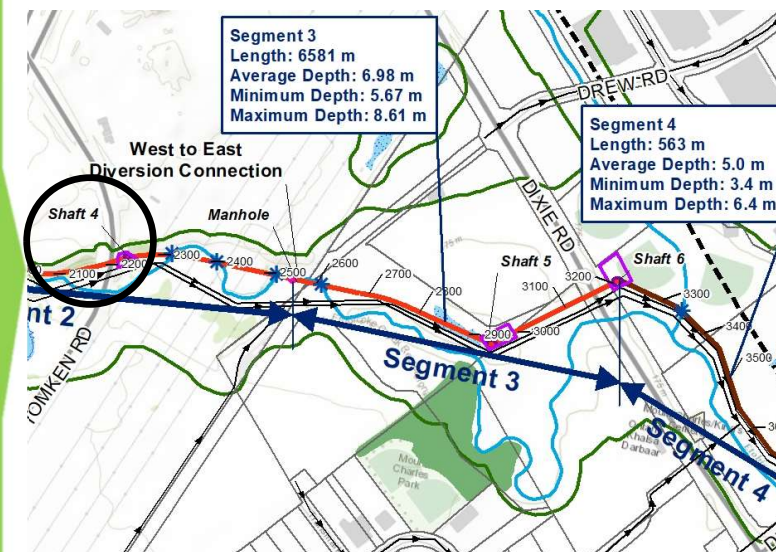 Segment 3
Length: 6581 m
Average Depth: 6.98 m
Minimum Depth: 5.67 m
Maximum Depth: 8.61 m
DREW RD
Segment 4
Length: 563 m
Average Depth: 5.0 m
Minimum Depth: 3.4 m
Maximum Depth: 6.4 m
West to East
Diversion Connection
DIXIE RD
Shaft 4
Manhole
Shaft 5
Shaft 6
2100
2200
2300
2400
2500
2600
2700
2800
2900
3000
3100
3200
3300
3400
3500
nt 2
Segment 3
Segment 4
TOMKEN RD
Mount
Charles
Park
Khalsa
Darbaar